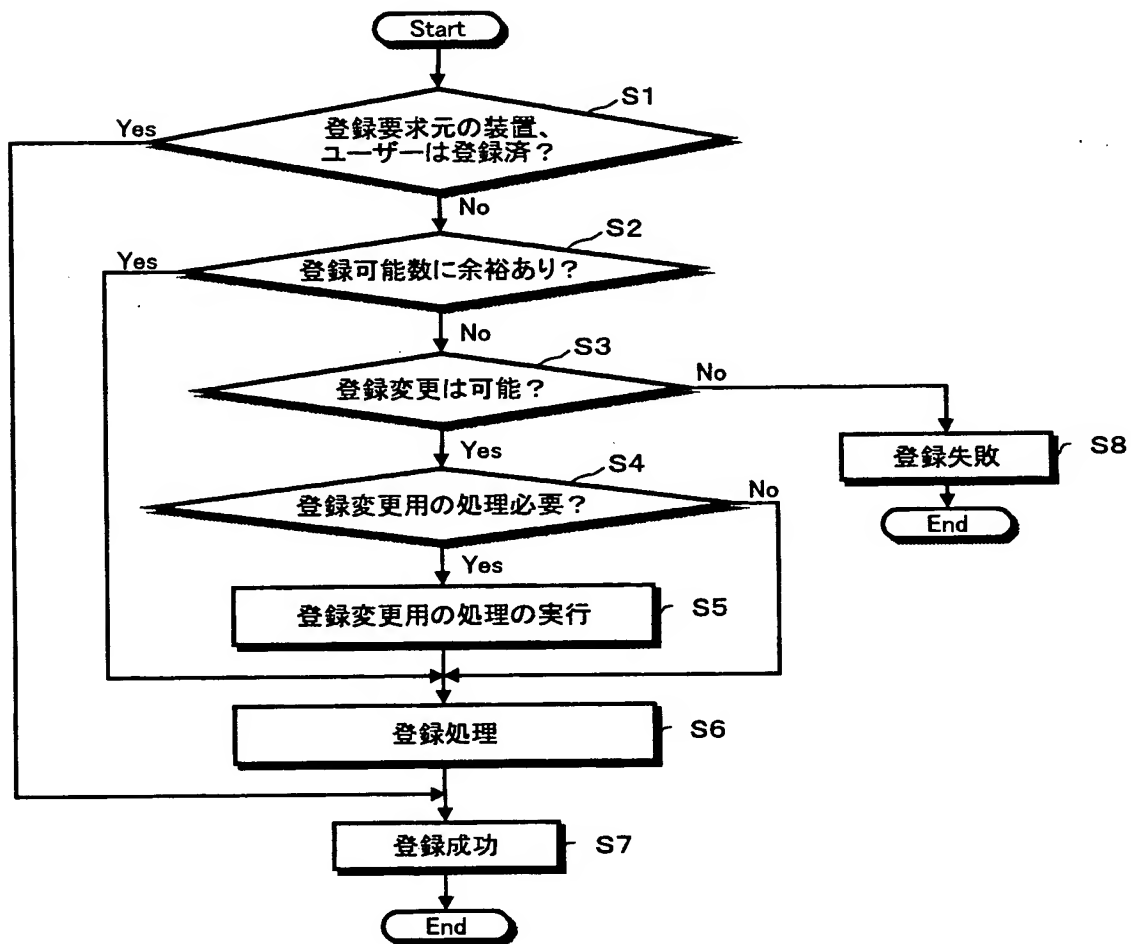 Start
S1
Yes
登録要求元の装置、
ユーザーは登録済？
No
S2
Yes
登録可能数に余裕あり？
No
S3
登録変更は可能？
No
Yes
登録失敗
S8
S4
登録変更用の処理必要？
No
End
Yes
登録変更用の処理の実行
S5
登録処理
S6
登録成功
S7
End